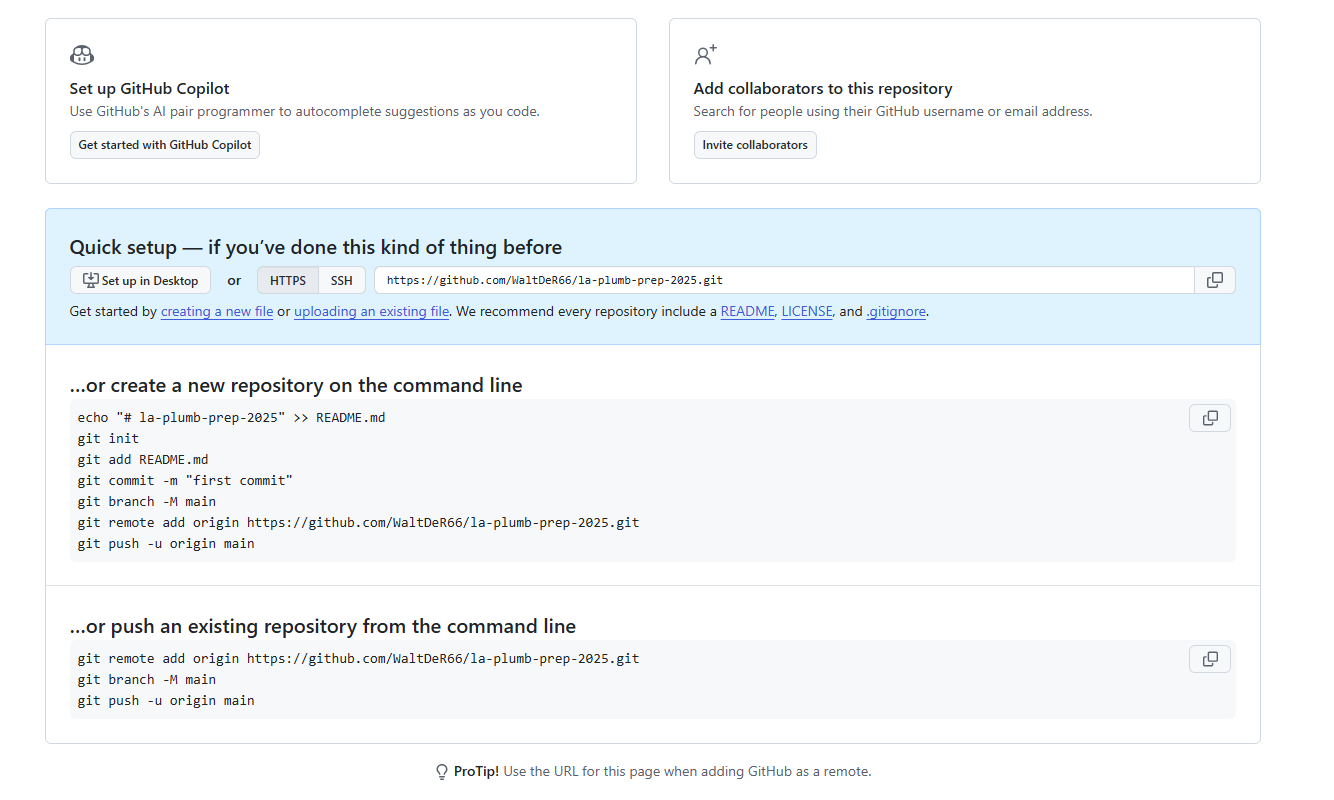 Set up GitHub Copilot
Use GitHub's AI pair programmer to autocomplete suggestions as you code.
Get started with GitHub Copilot
Add collaborators to this repository
Search for people using their GitHub username or email address.
Invite collaborators
Quick setup — if you've done this kind of thing before
Set up in Desktop or HTTPS SSH https://github.com/WaltDeR66/la-plumb-prep-2025.git
Get started by creating a new file or uploading an existing file. We recommend every repository include a README, LICENSE, and .gitignore.
...or create a new repository on the command line
echo "# la-plumb-prep-2025" >> README.md
git init
git add README.md
git commit -m "first commit"
git branch -M main
git remote add origin https://github.com/WaltDeR66/la-plumb-prep-2025.git
git push -u origin main
...or push an existing repository from the command line
git remote add origin https://github.com/WaltDeR66/la-plumb-prep-2025.git
git branch -M main
git push -u origin main
ProTip! Use the URL for this page when adding GitHub as a remote.